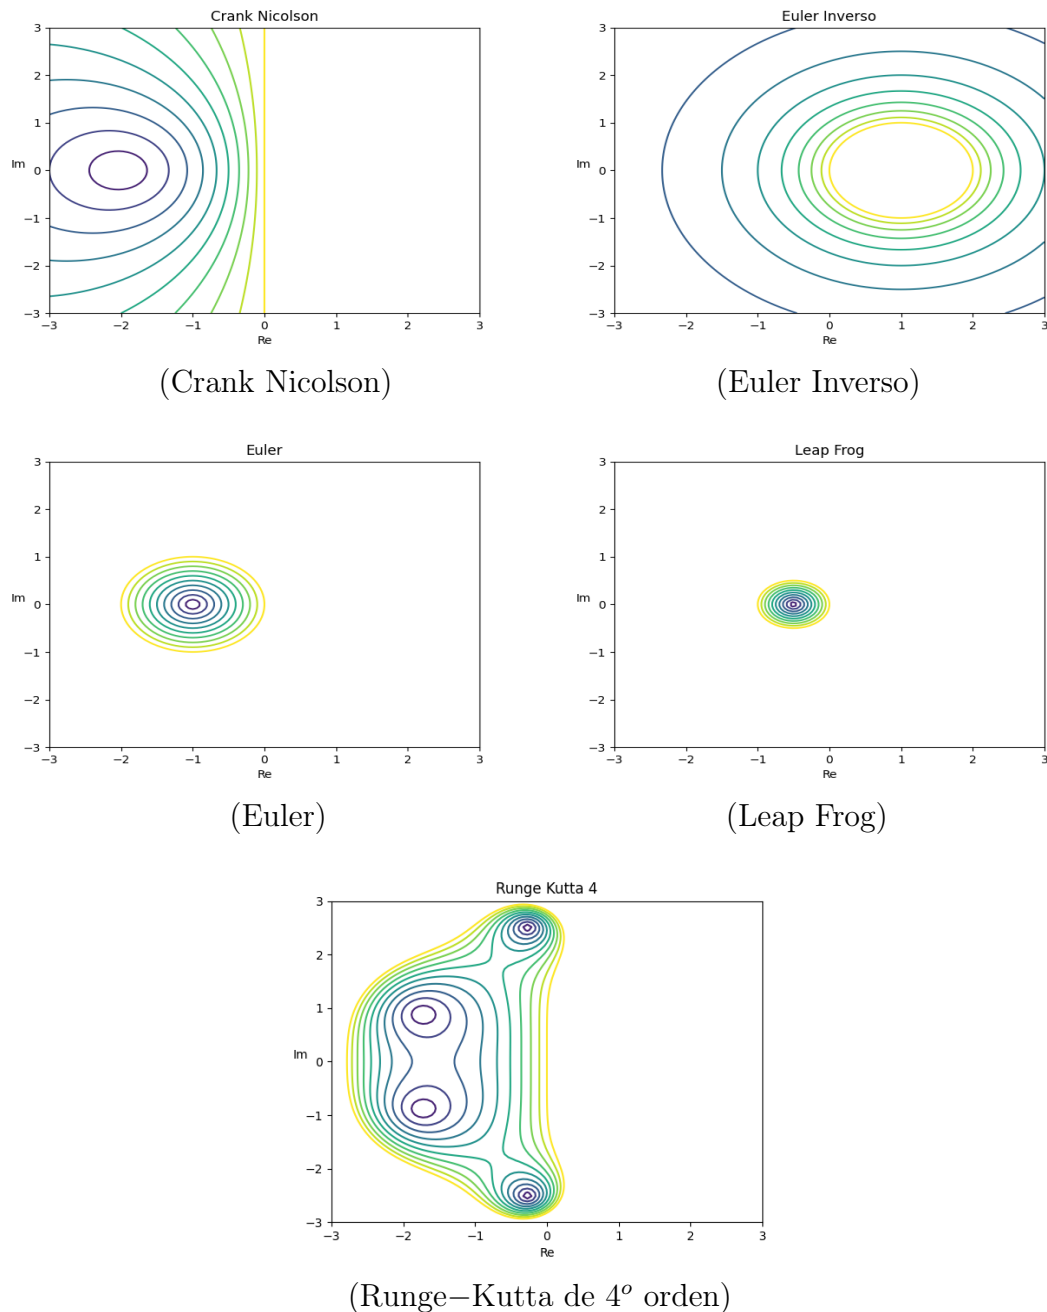 Crank Nicolson
3
2
1
Im
0
−1
−2
−3
−3 −2 −1 0 1 2 3
Re
(Crank Nicolson)
Euler Inverso
3
2
1
Im
0
−1
−2
−3
−3 −2 −1 0 1 2 3
Re
(Euler Inverso)
Euler
3
2
1
Im
0
−1
−2
−3
−3 −2 −1 0 1 2 3
Re
(Euler)
Leap Frog
3
2
1
Im
0
−1
−2
−3
−3 −2 −1 0 1 2 3
Re
(Leap Frog)
Runge Kutta 4
3
2
1
Im
0
−1
−2
−3
−3 −2 −1 0 1 2 3
Re
(Runge−Kutta de 4º orden)